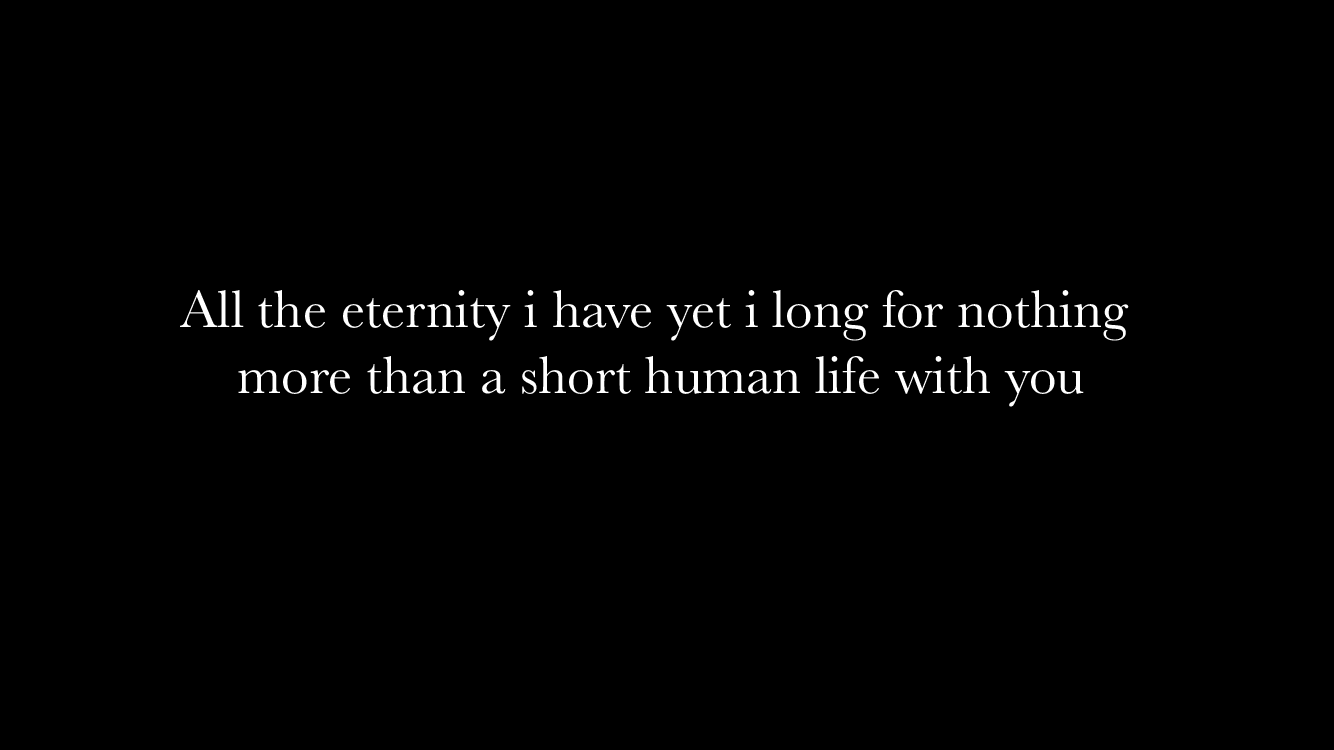 All the eternity i have yet i long for nothing
more than a short human life with you